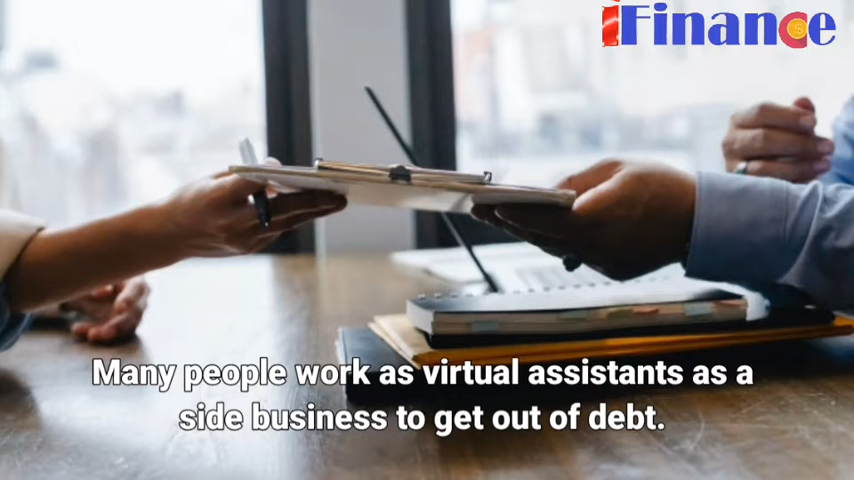 iFinance
Many people work as virtual assistants as a
side business to get out of debt.